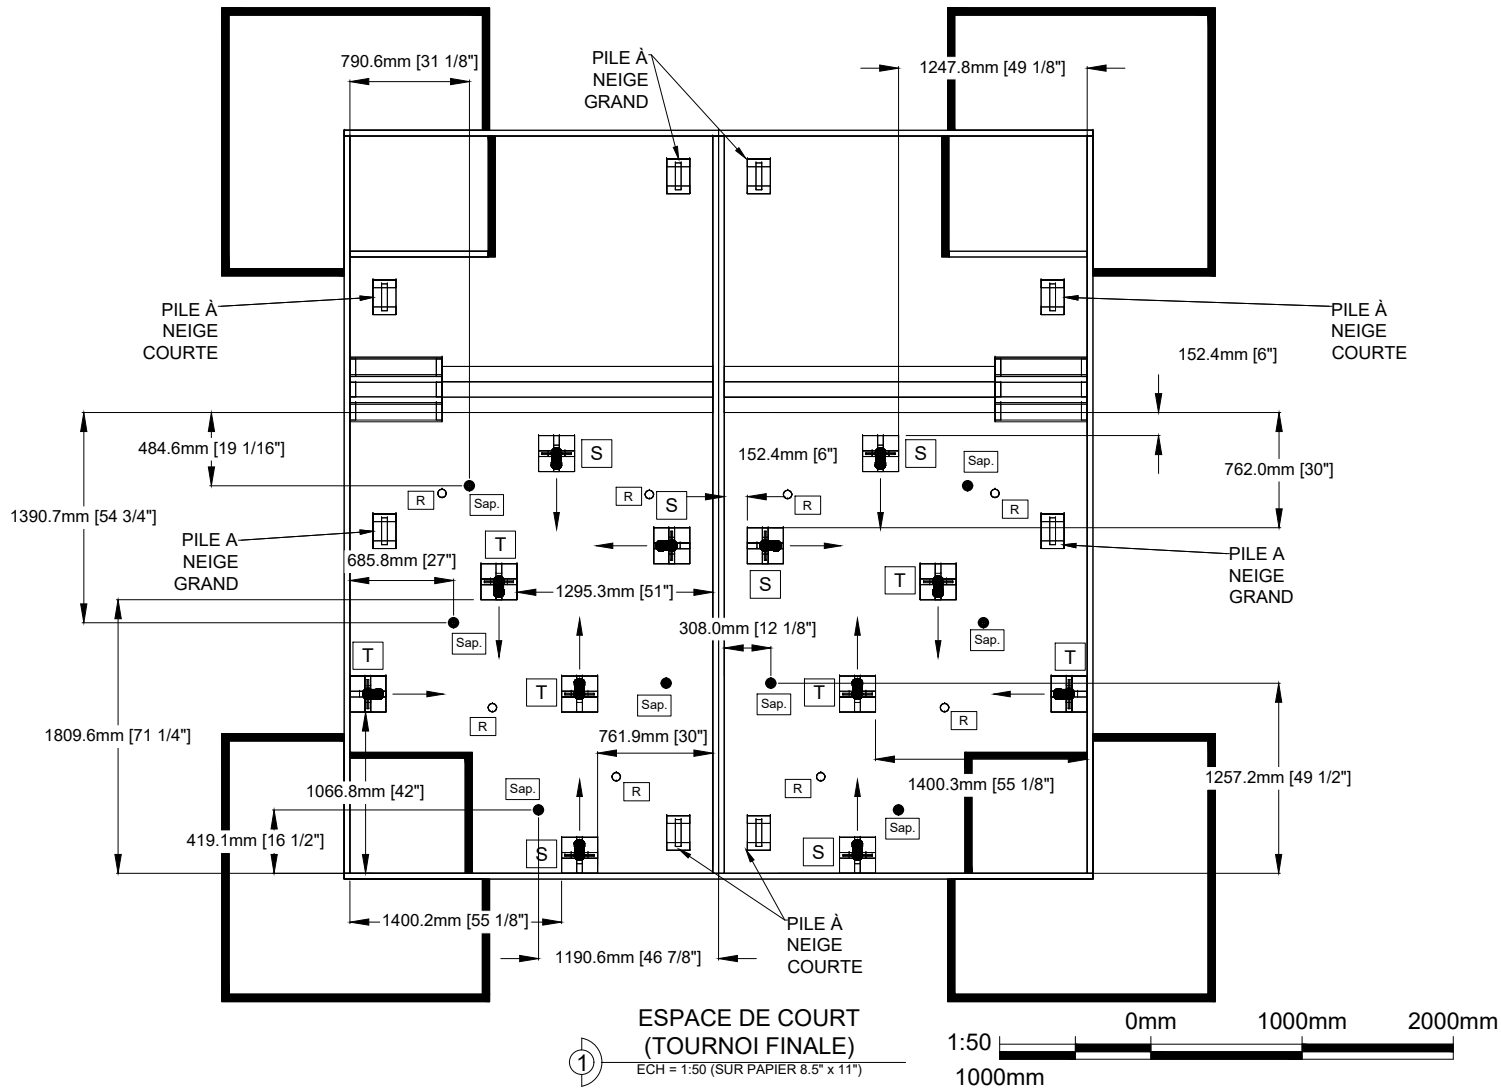 790.6mm [31 1/8"]
PILE À
NEIGE
GRAND
1247.8mm [49 1/8"]
PILE À
NEIGE
COURTE
PILE À
NEIGE
COURTE
152.4mm [6"]
484.6mm [19 1/16"]
S
152.4mm [6"]
S
Sap.
762.0mm [30"]
R
Sap.
R
S
R
R
1390.7mm [54 3/4"]
PILE A
NEIGE
GRAND
T
685.8mm [27"]
S
T
PILE A
NEIGE
GRAND
1295.3mm [51"]
308.0mm [12 1/8"]
Sap.
Sap.
T
T
T
Sap.
Sap.
T
R
R
1809.6mm [71 1/4"]
761.9mm [30"]
1066.8mm [42"]
Sap.
R
R
1400.3mm [55 1/8"]
1257.2mm [49 1/2"]
419.1mm [16 1/2"]
S
S
Sap.
1400.2mm [55 1/8"]
1190.6mm [46 7/8"]
PILE À
NEIGE
COURTE
ESPACE DE COURT
(TOURNOI FINALE)
1
ECH = 1:50 (SUR PAPIER 8.5" x 11")
0mm
1000mm
2000mm
1:50
1000mm